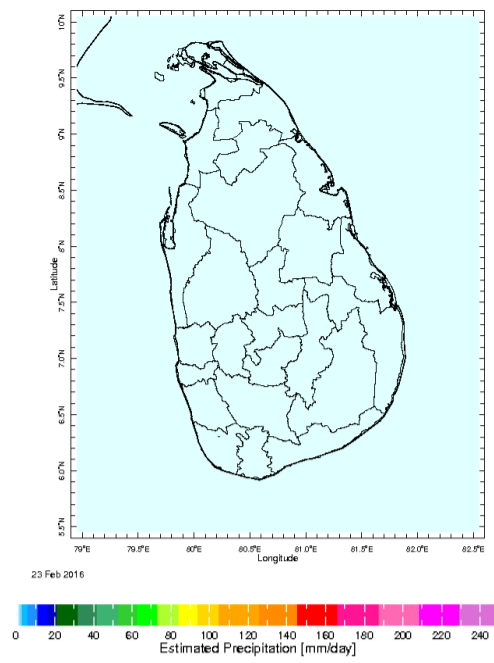 10°N
9.5°N
9°N
8.5°N
8°N
7.5°N
7.0°N
6.5°N
6.0°N
5.5°N
Latitude
79°E 79.5°E 80°E 80.5°E 81°E 81.5°E 82.0°E 82.5°E
Longitude
23 Feb 2016
0 20 40 60 80 100 120 140 160 180 200 220 240
Estimated Precipitation [mm/day]